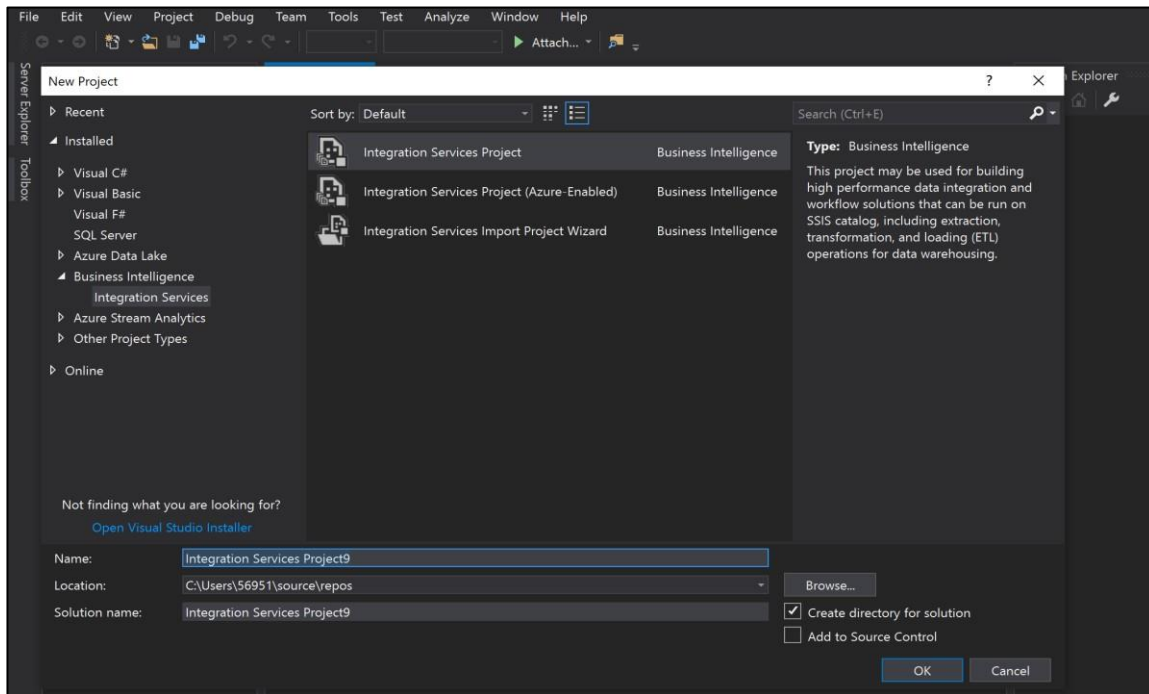 File Edit View Project Debug Team Tools Test Analyze Window Help
Attach...
Server Explorer
Toolbox
Explorer
New Project
Recent
Installed
Visual C#
Visual Basic
Visual F#
SQL Server
Azure Data Lake
Business Intelligence
Integration Services
Azure Stream Analytics
Other Project Types
Online
Not finding what you are looking for?
Open Visual Studio Installer
Sort by: Default
Integration Services Project Business Intelligence
Integration Services Project (Azure-Enabled) Business Intelligence
Integration Services Import Project Wizard Business Intelligence
Search (Ctrl+E)
Type: Business Intelligence
This project may be used for building
high performance data integration and
workflow solutions that can be run on
SSIS catalog, including extraction,
transformation, and loading (ETL)
operations for data warehousing.
Name: Integration Services Project9
Location: C:\Users\56951\source\repos
Browse...
Solution name: Integration Services Project9
Create directory for solution
Add to Source Control
OK Cancel